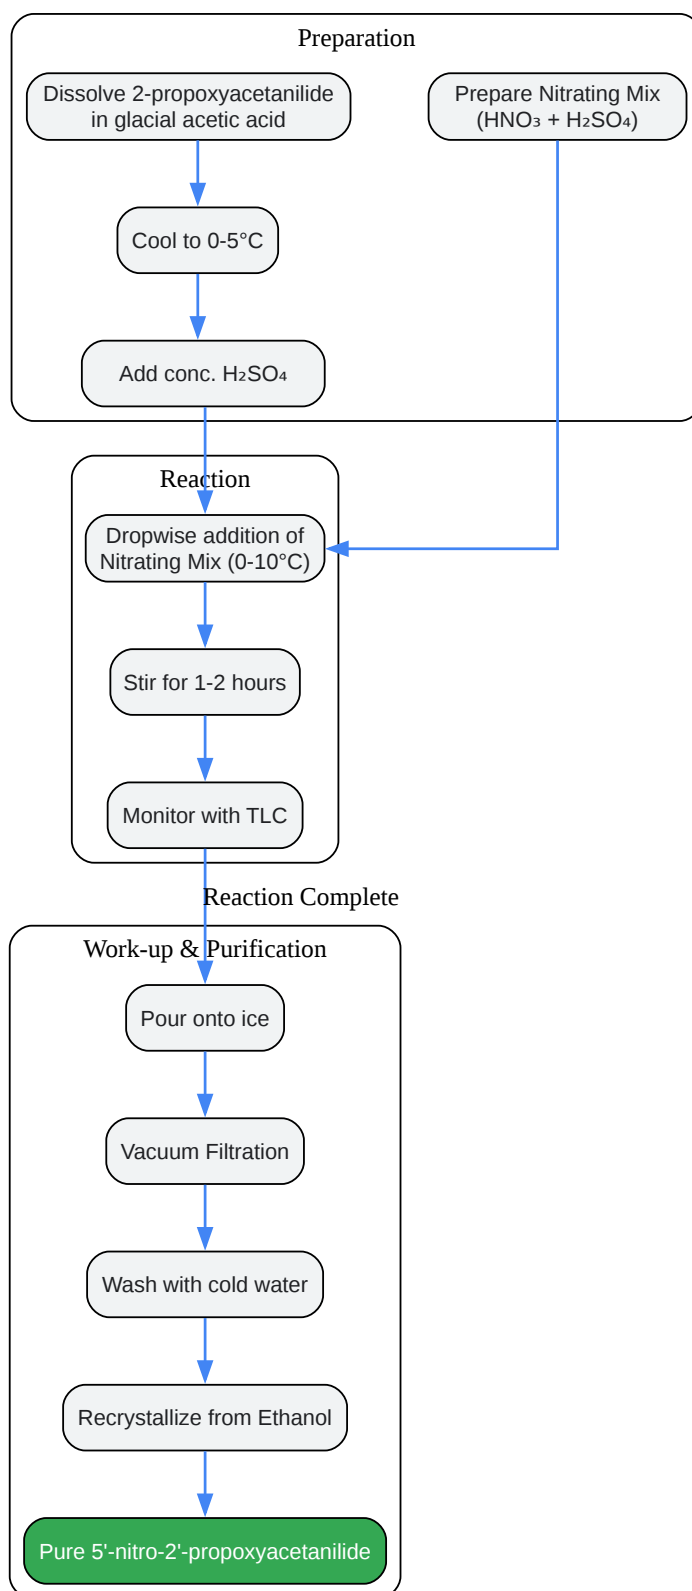 Preparation
Dissolve 2-propoxyacetanilide
in glacial acetic acid
Prepare Nitrating Mix
(HNO₃ + H₂SO₄)
Cool to 0-5°C
Add conc. H₂SO₄
Reaction
Dropwise addition of
Nitrating Mix (0-10°C)
Stir for 1-2 hours
Monitor with TLC
Reaction Complete
Work-up & Purification
Pour onto ice
Vacuum Filtration
Wash with cold water
Recrystallize from Ethanol
Pure 5'-nitro-2'-propoxyacetanilide